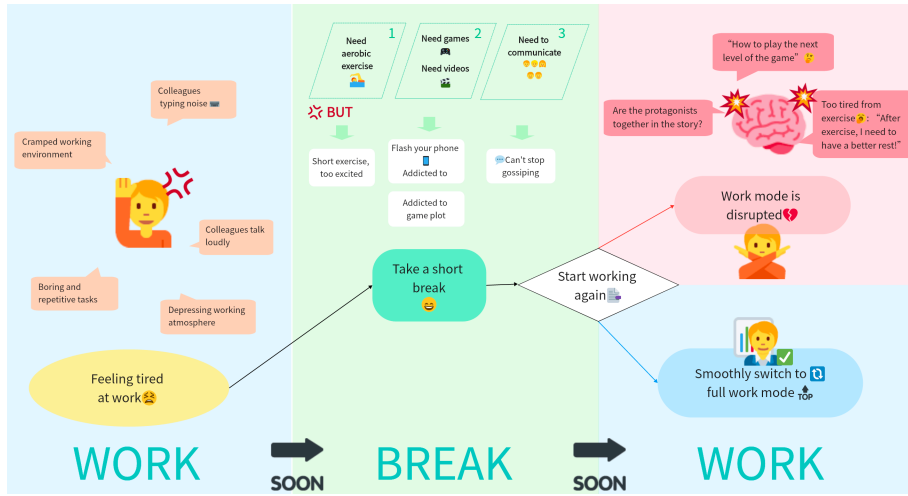 Colleagues
typing noise
Cramped working
environment
Colleagues talk
loudly
Boring and
repetitive tasks
Depressing working
atmosphere
Feeling tired
at work
WORK
SOON
1
Need
aerobic
exercise
2
Need games
Need videos
3
Need to
communicate
BUT
Short exercise,
too excited
Flash your phone
Addicted to
Addicted to
game plot
Can't stop
gossiping
Take a short
break
BREAK
SOON
Start working
again
“How to play the next
level of the game”
Are the protagonists
together in the story?
Too tired from
exercise: “After
exercise, I need to
have a better rest!”
Work mode is
disrupted
Smoothly switch to
full work mode
TOP
WORK